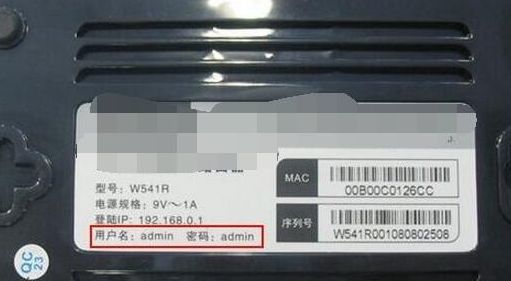 型号: W541R
电源规格: 9V～1A
登陆IP: 192.168.0.1
用户名: admin 密码: admin
MAC
00B00C0126CC
序列号
W541R001080802508
QC
23